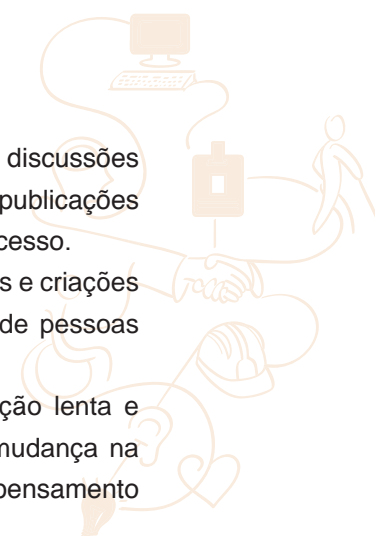 discussões
publicações
cesso.
s e criações
de pessoas
ção lenta e
mudança na
pensamento